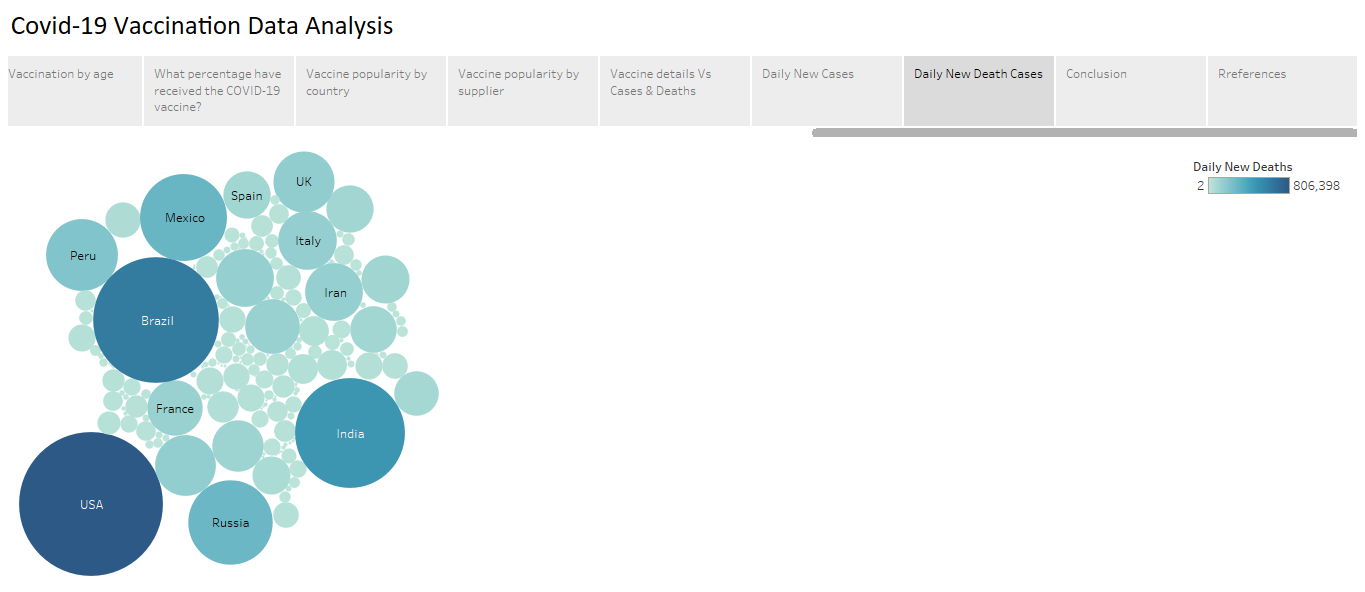 Covid-19 Vaccination Data Analysis
Vaccination by age
What percentage have
received the COVID-19
vaccine?
Vaccine popularity by
country
Vaccine popularity by
supplier
Vaccine details Vs
Cases & Deaths
Daily New Cases
Daily New Death Cases
Conclusion
Rreferences
Daily New Deaths
2 806,398
UK
Spain
Mexico
Italy
Peru
Iran
Brazil
France
India
USA
Russia